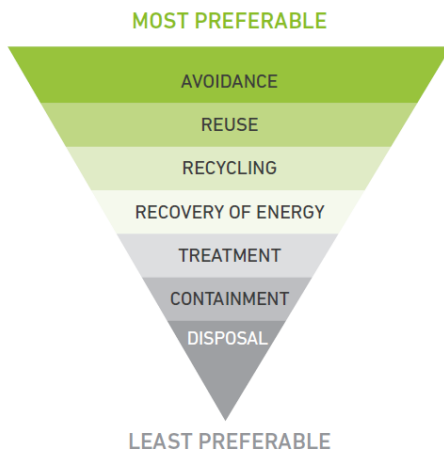 MOST PREFERABLE
AVOIDANCE
REUSE
RECYCLING
RECOVERY OF ENERGY
TREATMENT
CONTAINMENT
DISPOSAL
LEAST PREFERABLE